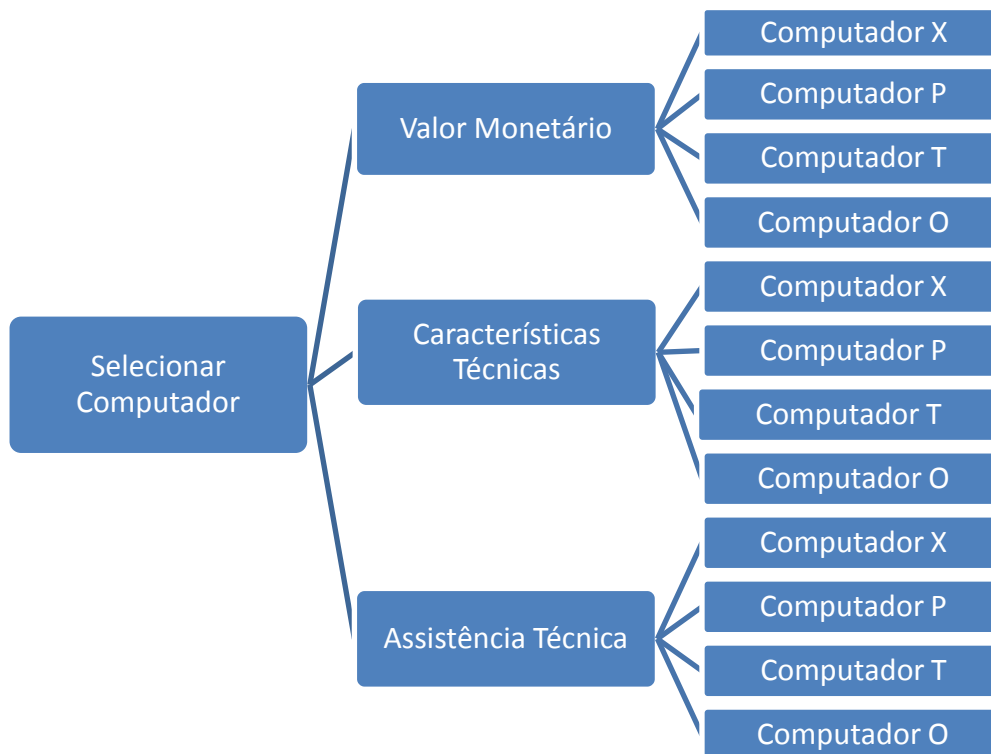 Selecionar
Computador
Valor Monetário
Computador X
Computador P
Computador T
Computador O
Características
Técnicas
Computador X
Computador P
Computador T
Computador O
Assistência Técnica
Computador X
Computador P
Computador T
Computador O